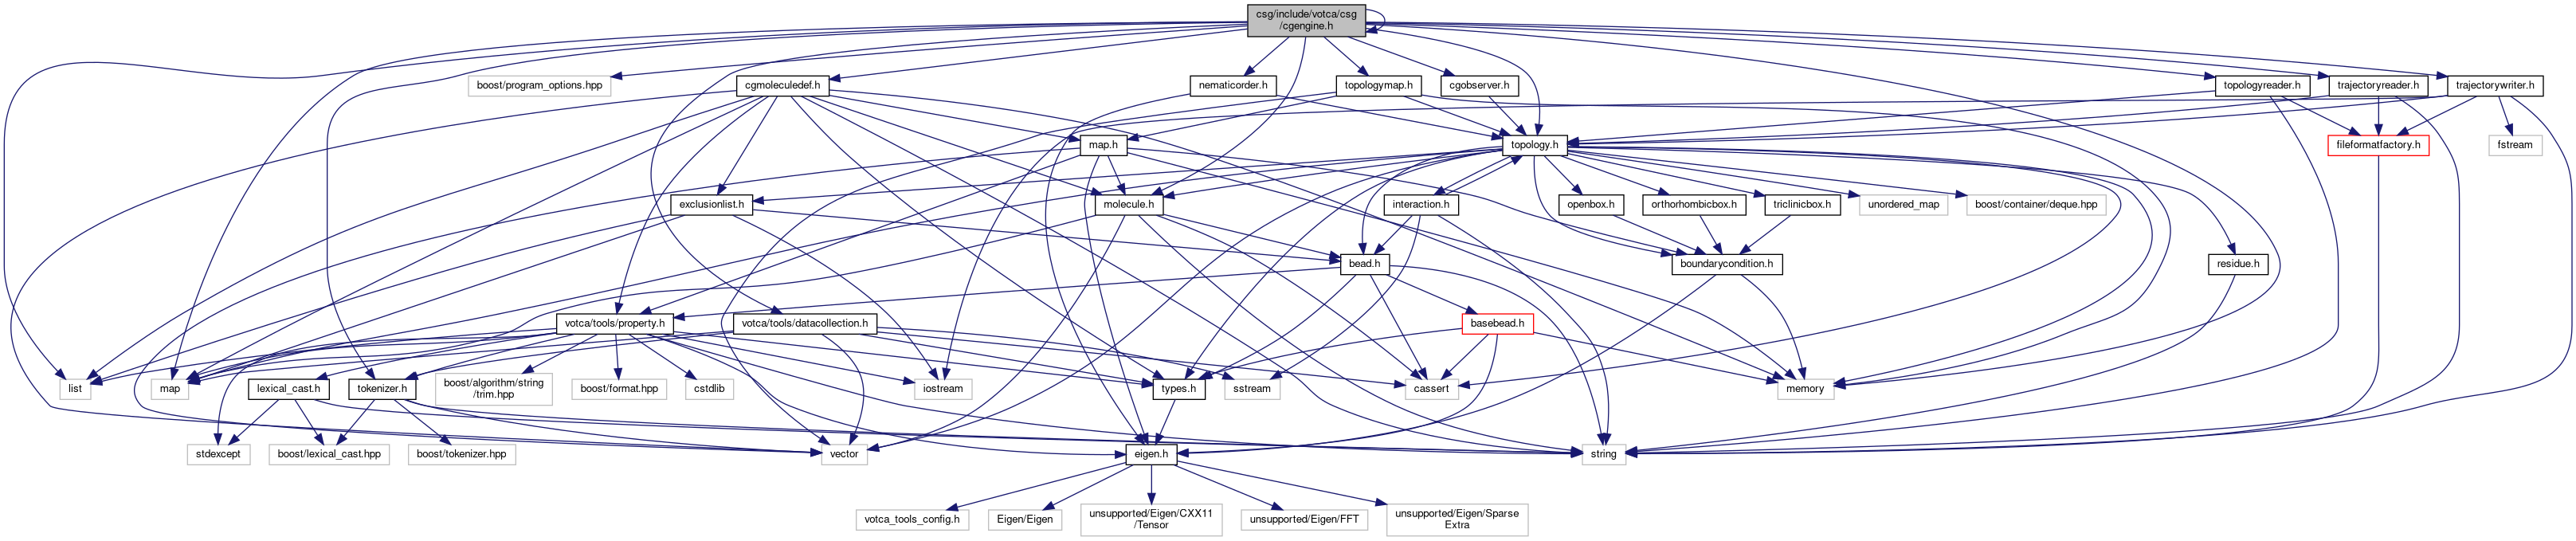 csg/include/votca/csg
/cgengine.h
boost/program_options.hpp
cgmoleculedef.h
nematicorder.h
topologymap.h
cgobserver.h
topologyreader.h
trajectoryreader.h
trajectorywriter.h
map.h
topology.h
fileformatfactory.h
fstream
exclusionlist.h
molecule.h
interaction.h
openbox.h
orthorhombicbox.h
triclinicbox.h
unordered_map
boost/container/deque.hpp
bead.h
boundarycondition.h
residue.h
votca/tools/property.h
votca/tools/datacollection.h
basebead.h
list
map
lexical_cast.h
tokenizer.h
boost/algorithm/string
/trim.hpp
boost/format.hpp
cstdlib
iostream
types.h
sstream
cassert
memory
stdexcept
boost/lexical_cast.hpp
boost/tokenizer.hpp
vector
eigen.h
string
votca_tools_config.h
Eigen/Eigen
unsupported/Eigen/CXX11
/Tensor
unsupported/Eigen/FFT
unsupported/Eigen/Sparse
Extra